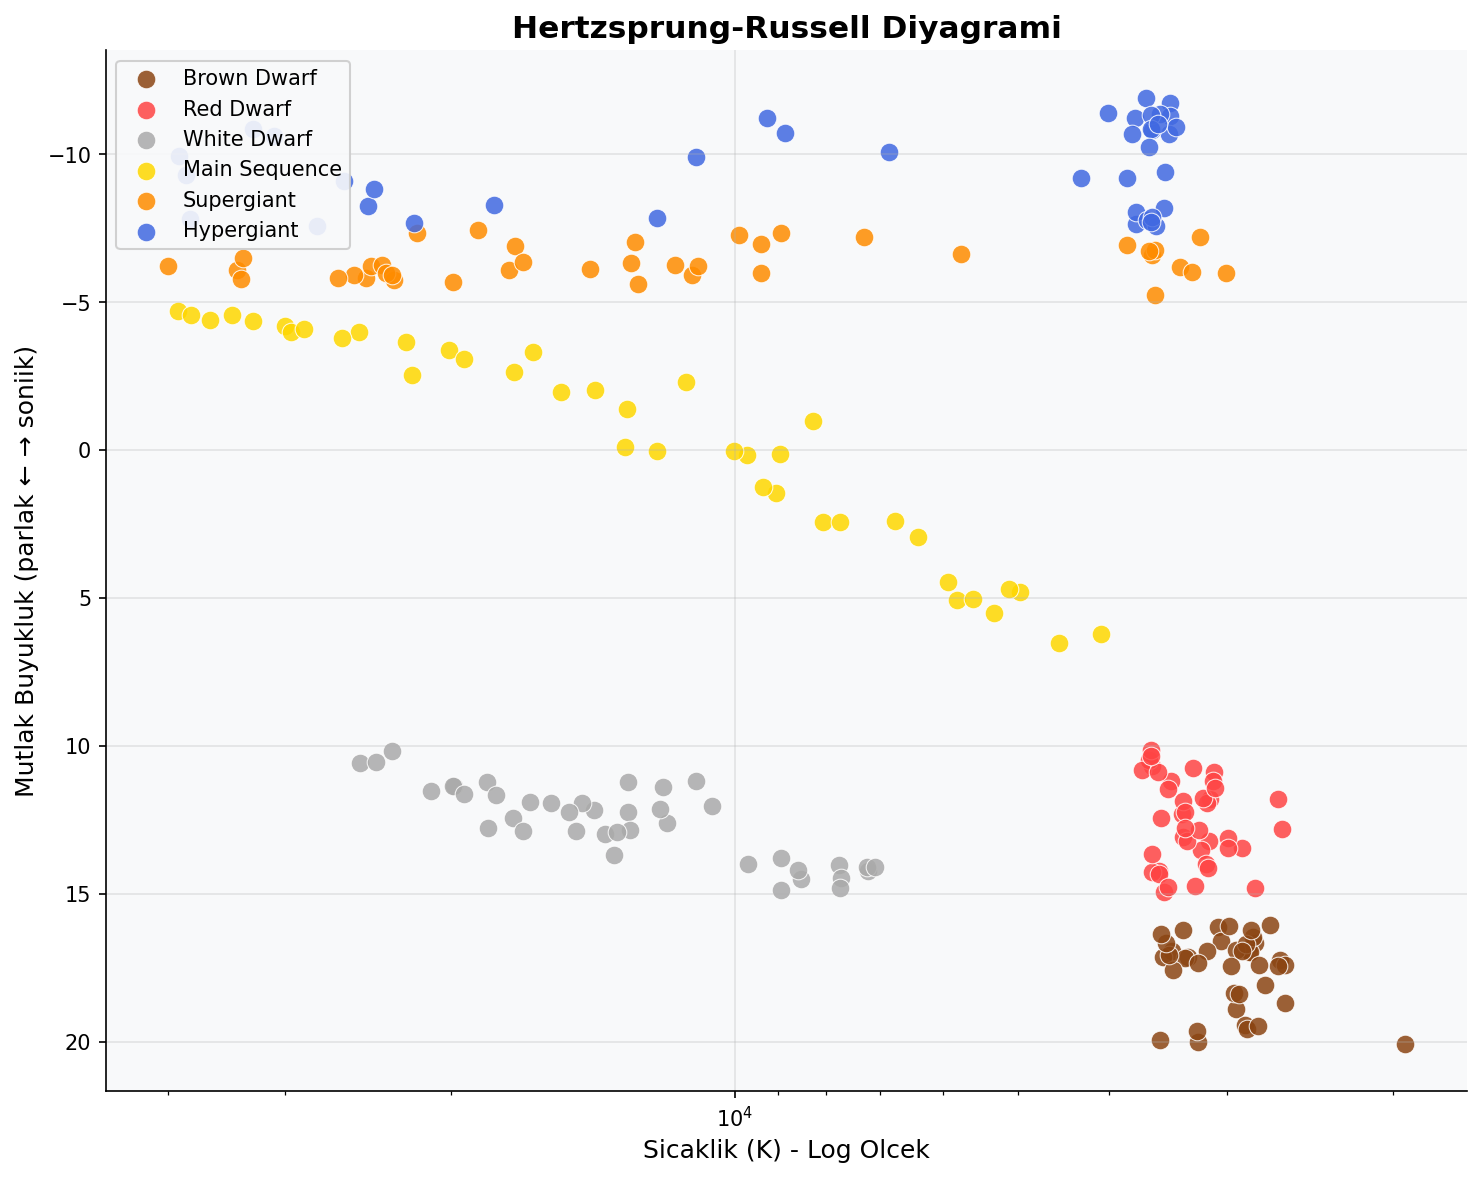 Hertzsprung-Russell Diyagrami
Brown Dwarf
Red Dwarf
White Dwarf
Main Sequence
Supergiant
Hypergiant
Mutlak Buyukluk (parlak ← → soniik)
−10
−5
0
5
10
15
20
10⁴
Sicaklik (K) - Log Olcek